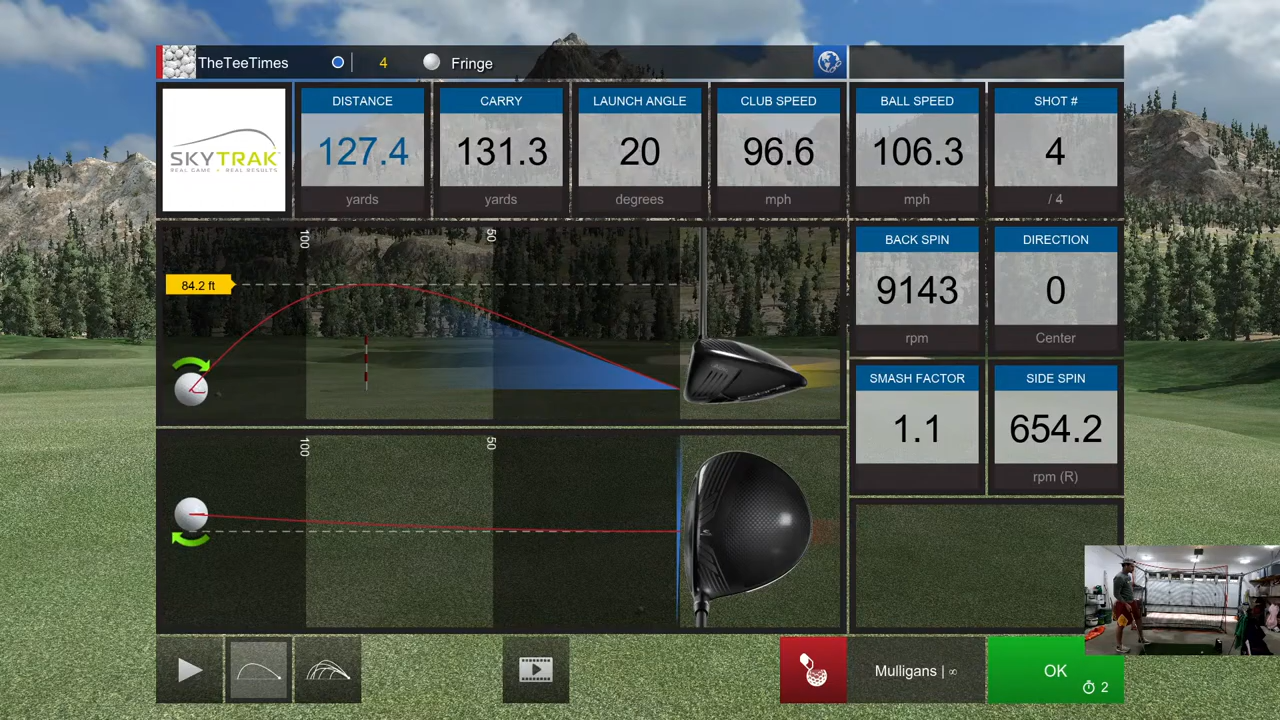 TheTeeTimes
4
Fringe
SKYTRAK
REAL GAME • REAL RESULTS
DISTANCE
127.4
yards
CARRY
131.3
yards
LAUNCH ANGLE
20
degrees
CLUB SPEED
96.6
mph
BALL SPEED
106.3
mph
SHOT #
4
/ 4
100
50
84.2 ft
BACK SPIN
9143
rpm
DIRECTION
0
Center
SMASH FACTOR
1.1
SIDE SPIN
654.2
rpm (R)
100
50
Mulligans | ∞
OK
2